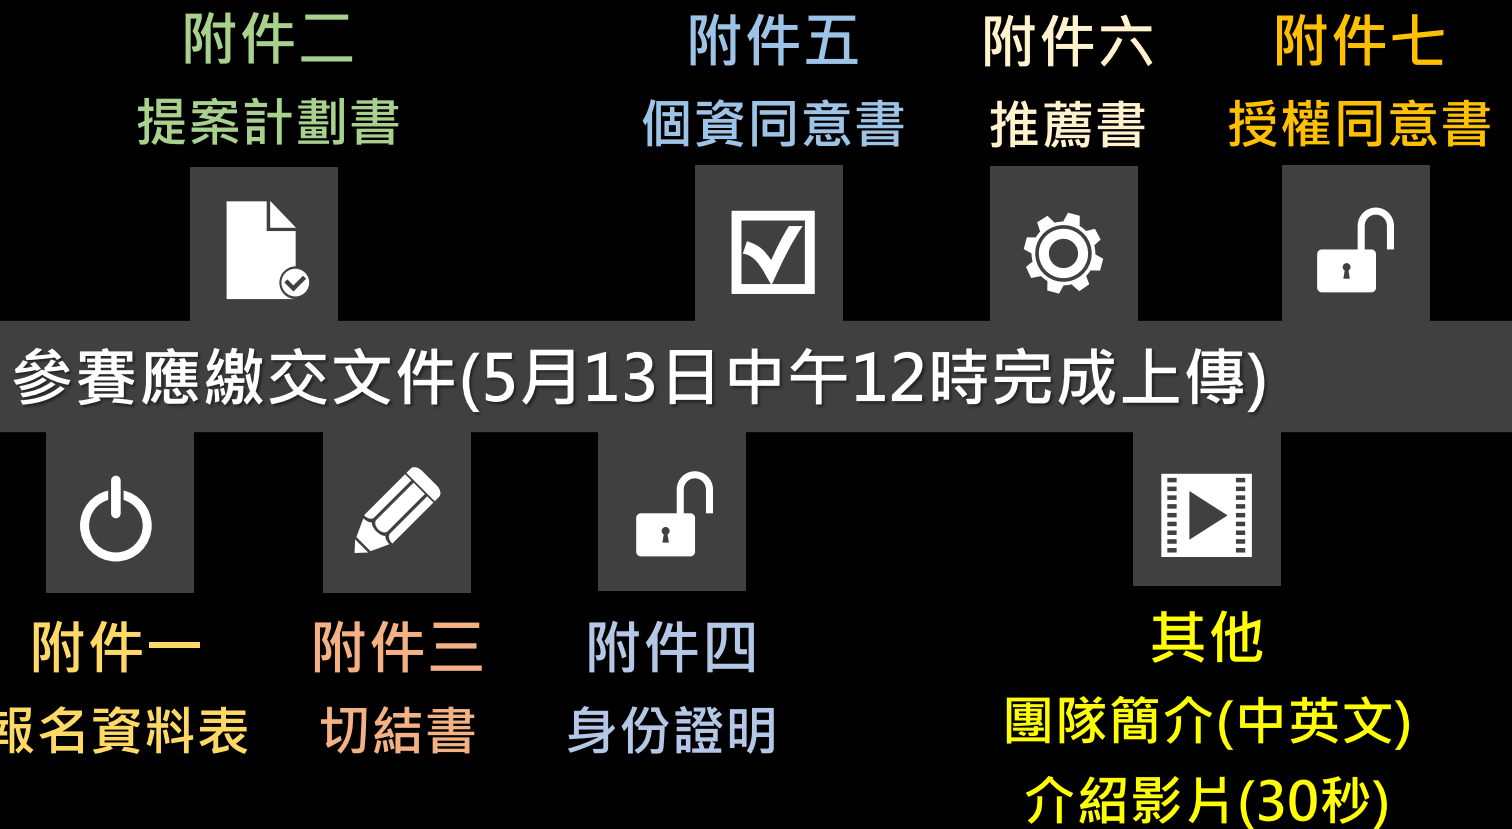 附件二
提案計劃書
附件五
個資同意書
附件六
推薦書
附件七
授權同意書
參賽應繳交文件(5月13日中午12時完成上傳)
附件一
報名資料表
附件三
切結書
附件四
身份證明
其他
團隊簡介(中英文)
介紹影片(30秒)